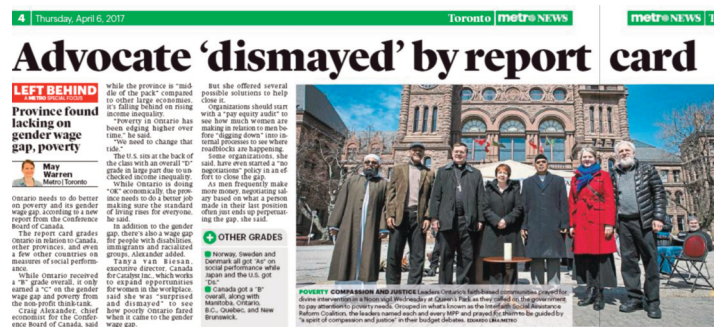 4 Thursday, April 6, 2017
Toronto metro NEWS
metro NEWS
Advocate 'dismayed' by report card
LEFT BEHIND
A METRO SPECIAL FOCUS
Province found
lacking on
gender wage
gap, poverty
May
Warren
Metro | Toronto
Ontario needs to do better
on poverty and its gender
wage gap, according to a new
report from the Conference
Board of Canada.
The report card grades
Ontario in relation to Canada,
other provinces, and even
a few other countries on
measures of social perform-
ance.
While Ontario received
a "B" grade overall, it only
earned a "C" on the gender
wage gap and poverty from
the non-profit think-tank.
Craig Alexander, chief
economist for the Confer-
ence Board of Canada, said
while the province is "mid-
dle of the pack" compared
to other large economies,
it's falling behind on rising
income inequality.
"Poverty in Ontario has
been edging higher over
time," he said.
"We need to change that
tide."
The U.S. sits at the back of
the class with an overall "D"
grade in large part due to un-
checked income inequality.
While Ontario is doing
"OK" economically, the prov-
ince needs to do a better job
making sure the standard
of living rises for everyone,
he said.
In addition to the gender
gap, there's also a wage gap
for people with disabilities,
immigrants and racialized
groups, Alexander added.
Tanya van Biesen,
executive director, Canada
for Catalyst Inc., which works
to expand opportunities
for women in the workplace,
said she was "surprised
and dismayed" to see
how poorly Ontario fared
when it came to the gender
wage gap.
But she offered several
possible solutions to help
close it.
Organizations should start
with a "pay equity audit" to
see how much women are
making in relation to men be-
fore "digging down" into in-
ternal processes to see where
roadblocks are happening.
Some organizations, she
said, have even started a "no
negotiations" policy in an ef-
fort to close the gap.
As men frequently make
more money, negotiating sal-
ary based on what a person
made in their last position
often just ends up perpetuat-
ing the gap, she said.
OTHER GRADES
Norway, Sweden and
Denmark all got "As" on
social performance while
Japan and the U.S. got
"Ds."
Canada got a "B"
overall, along with
Manitoba, Ontario,
B.C., Quebec, and New
Brunswick.
POVERTY COMPASSION AND JUSTICE Leaders Ontario's faith-based communities prayed for
divine intervention in a Noon vigil Wednesday at Queen's Park as they called on the government
to pay attention to poverty needs. Grouped in what's known as the Interfaith Social Assistance
Reform Coalition, the leaders named each and every MPP and prayed for them to be guided by
"a spirit of compassion and justice" in their budget debates. EDUARDO LIMA/METRO